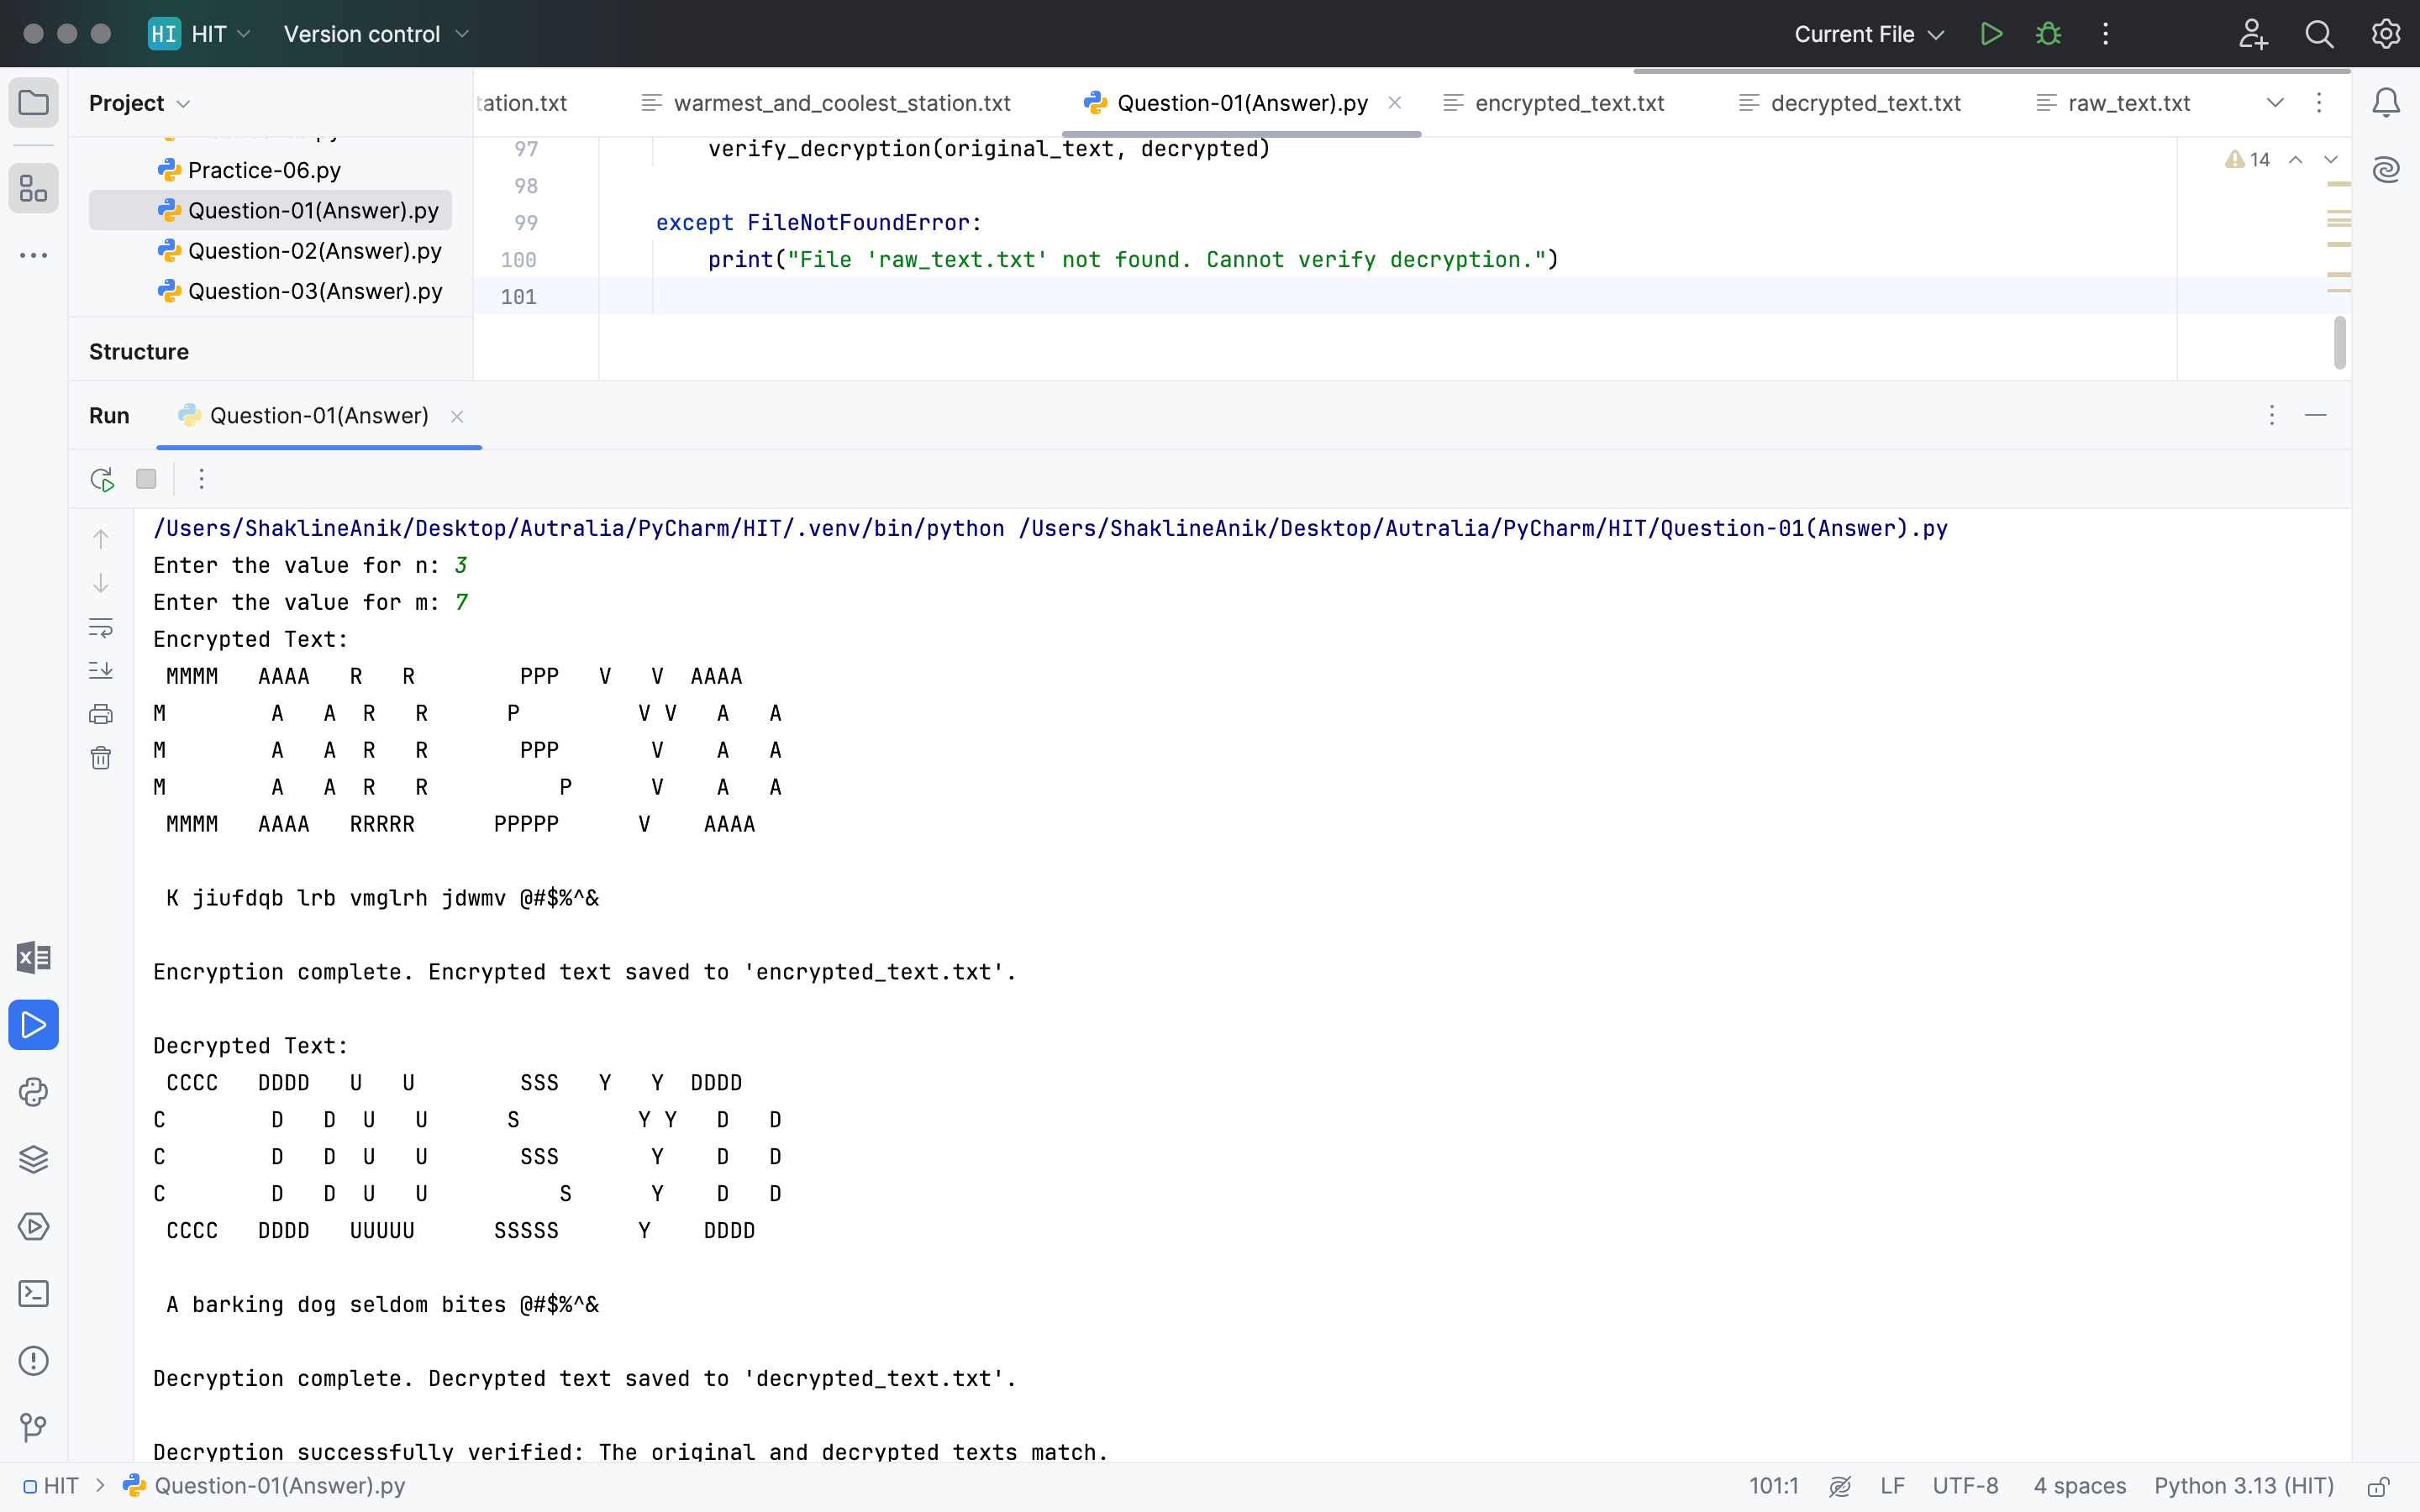 HI HIT Version control Current File
Project
tation.txt warmest_and_coolest_station.txt Question-01(Answer).py encrypted_text.txt decrypted_text.txt raw_text.txt
Practice-06.py
Question-01(Answer).py
Question-02(Answer).py
Question-03(Answer).py
Structure
97 verify_decryption(original_text, decrypted)
98
99 except FileNotFoundError:
100 print("File 'raw_text.txt' not found. Cannot verify decryption.")
101
14
Run Question-01(Answer)
/Users/ShaklineAnik/Desktop/Autralia/PyCharm/HIT/.venv/bin/python /Users/ShaklineAnik/Desktop/Autralia/PyCharm/HIT/Question-01(Answer).py
Enter the value for n: 3
Enter the value for m: 7
Encrypted Text:
 MMMM   AAAA   R   R        PPP   V   V  AAAA
M        A   A  R   R      P         V V   A   A
M        A   A  R   R       PPP       V    A   A
M        A   A  R   R          P      V    A   A
 MMMM   AAAA   RRRRR      PPPPP      V    AAAA
 K jiufdqb lrb vmglrh jdwmv @#$%^&
Encryption complete. Encrypted text saved to 'encrypted_text.txt'.
Decrypted Text:
 CCCC   DDDD   U   U        SSS   Y   Y  DDDD
C        D   D  U   U      S         Y Y   D   D
C        D   D  U   U       SSS       Y    D   D
C        D   D  U   U          S      Y    D   D
 CCCC   DDDD   UUUUU      SSSSS      Y    DDDD
 A barking dog seldom bites @#$%^&
Decryption complete. Decrypted text saved to 'decrypted_text.txt'.
Decryption successfully verified: The original and decrypted texts match.
HIT > Question-01(Answer).py 101:1 LF UTF-8 4 spaces Python 3.13 (HIT)